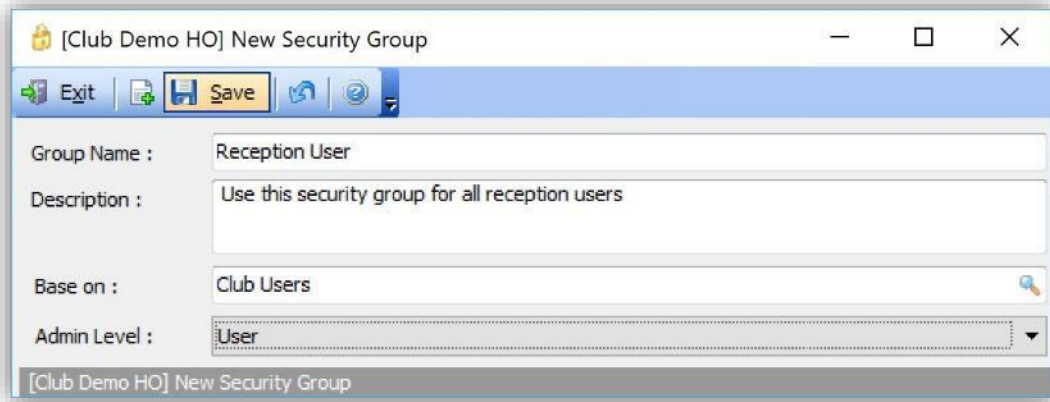 [Club Demo HO] New Security Group
Exit Save
Group Name : Reception User
Description : Use this security group for all reception users
Base on : Club Users
Admin Level : User
[Club Demo HO] New Security Group